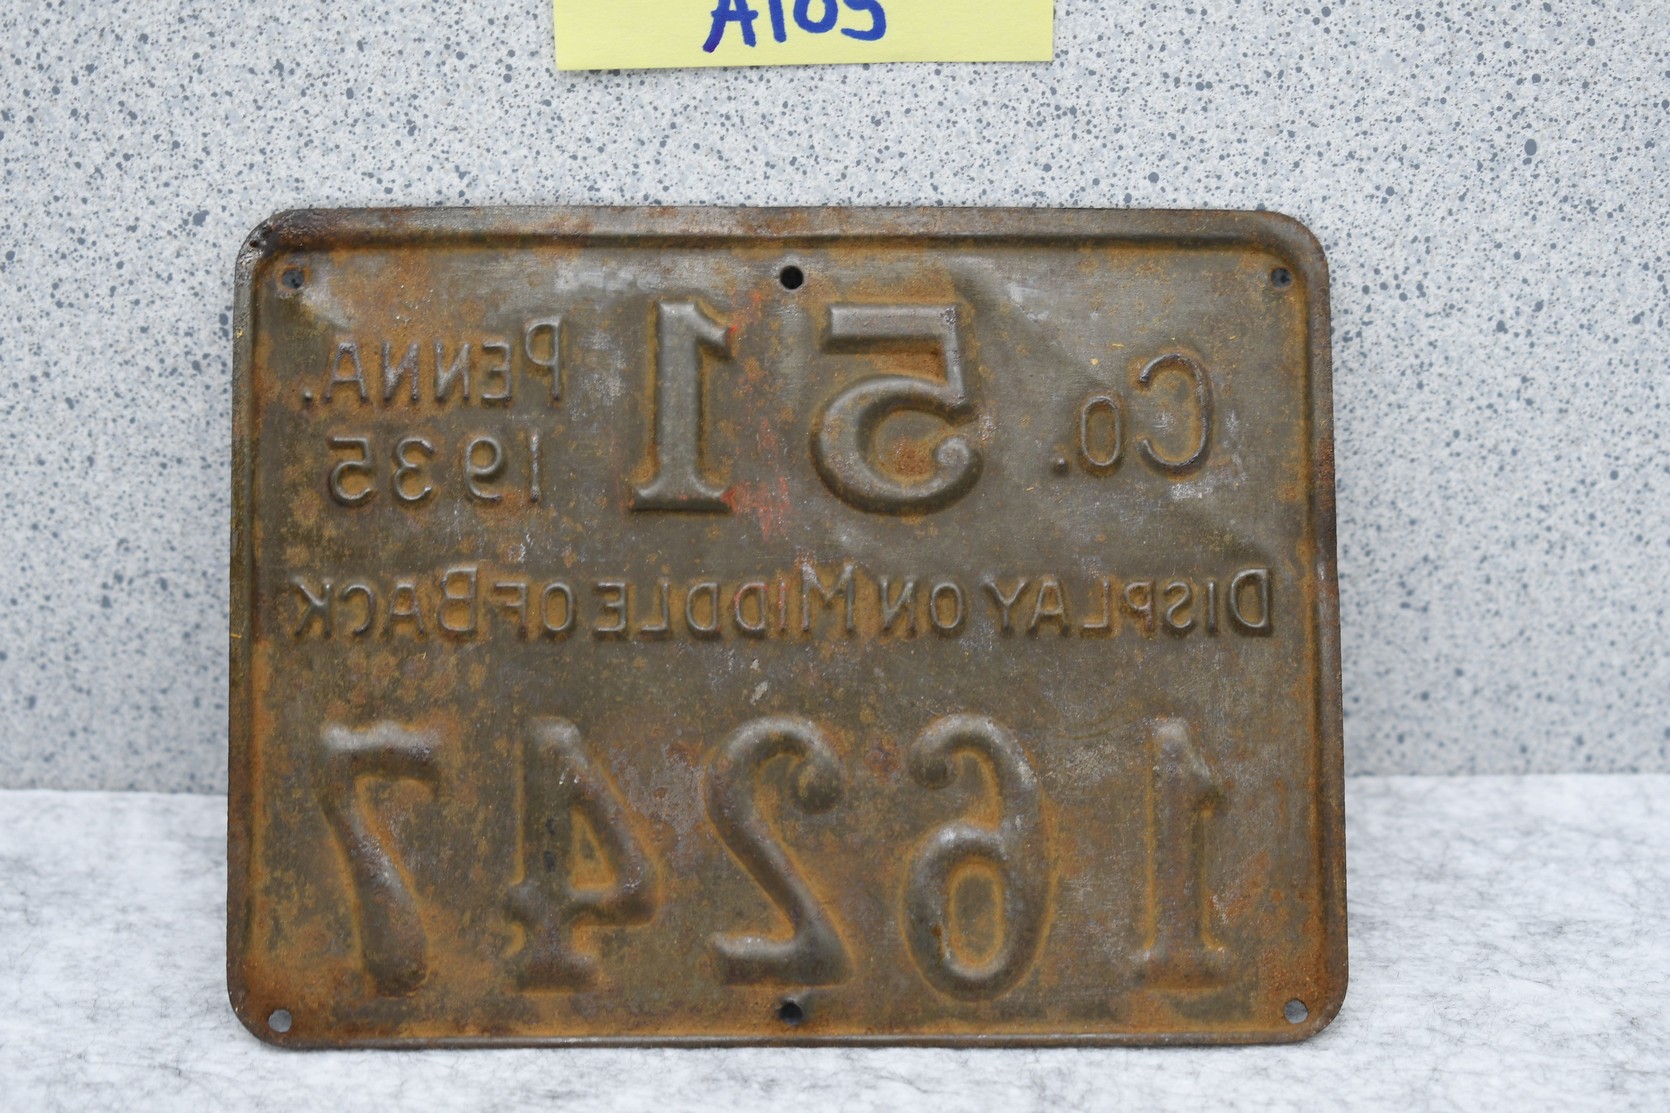 A105
Co. 51 PENNA.
1935
DISPLAY ON MIDDLE OF BACK
16247